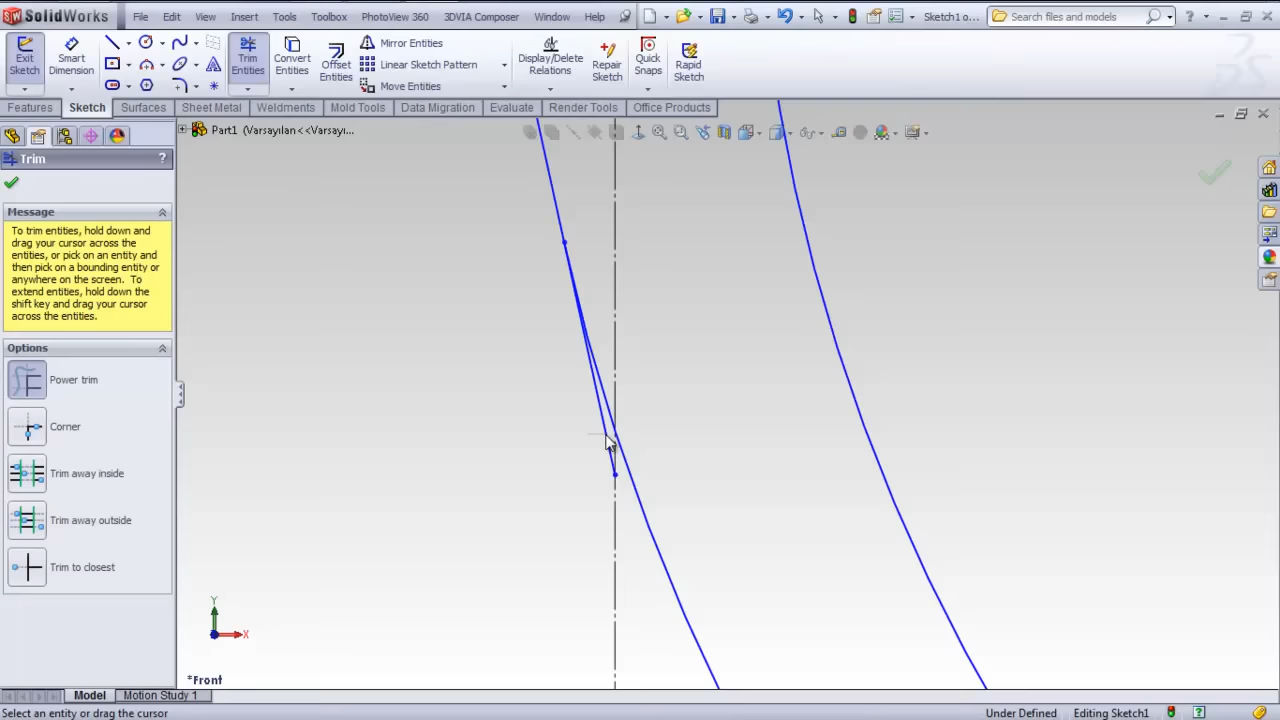 SolidWorks File Edit View Insert Tools Toolbox PhotoView 360 3DVIA Composer Window Help Sketch1 o... Search files and models
Exit Sketch
Smart Dimension
Trim Entities
Convert Entities
Offset Entities
Mirror Entities
Linear Sketch Pattern
Move Entities
Display/Delete Relations
Repair Sketch
Quick Snaps
Rapid Sketch
Features Sketch Surfaces Sheet Metal Weldments Mold Tools Data Migration Evaluate Render Tools Office Products
Part1 (Varsayılan<<Varsayı...
Trim ?
Message
To trim entities, hold down and
drag your cursor across the
entities, or pick on an entity and
then pick on a bounding entity or
anywhere on the screen. To
extend entities, hold down the
shift key and drag your cursor
across the entities.
Options
Power trim
Corner
Trim away inside
Trim away outside
Trim to closest
Y
X
*Front
Model Motion Study 1
Select an entity or drag the cursor Under Defined Editing Sketch1